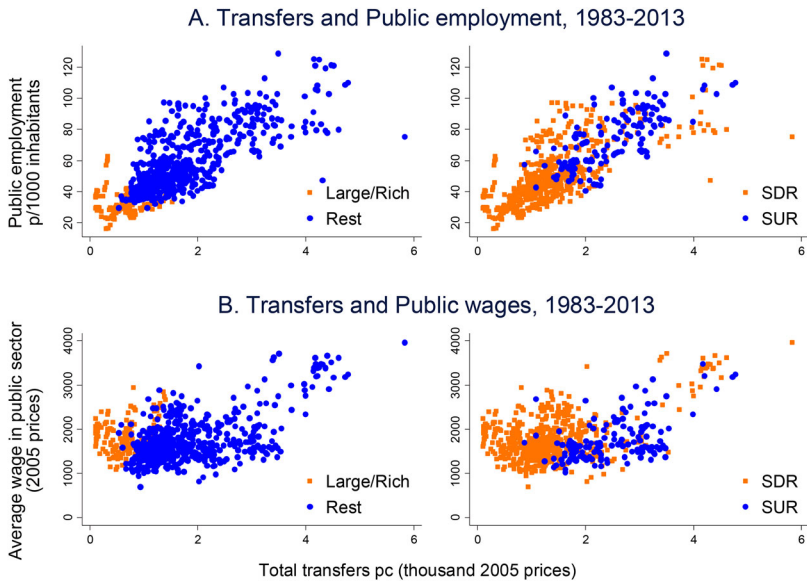 A. Transfers and Public employment, 1983-2013
Public employment
p/1000 inhabitants
120
100
80
60
40
20
0
2
4
6
Large/Rich
Rest
120
100
80
60
40
20
0
2
4
6
SDR
SUR
B. Transfers and Public wages, 1983-2013
Average wage in public sector
(2005 prices)
4000
3000
2000
1000
0
0
2
4
6
Large/Rich
Rest
4000
3000
2000
1000
0
0
2
4
6
SDR
SUR
Total transfers pc (thousand 2005 prices)